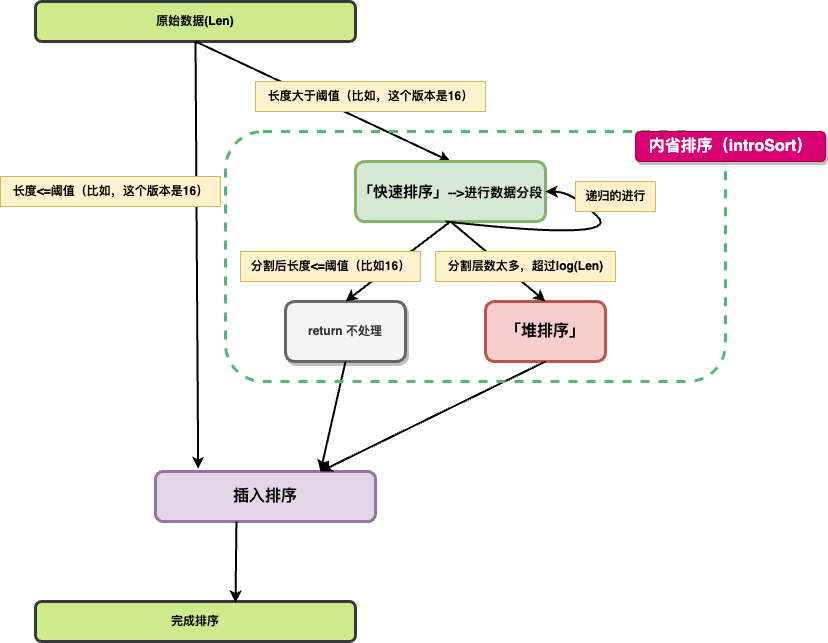 原始数据(Len)
长度大于阈值（比如，这个版本是16）
内省排序（introSort）
长度<=阈值（比如，这个版本是16）
「快速排序」-->进行数据分段
递归的进行
分割后长度<=阈值（比如16）
分割层数太多，超过log(Len)
return 不处理
「堆排序」
插入排序
完成排序